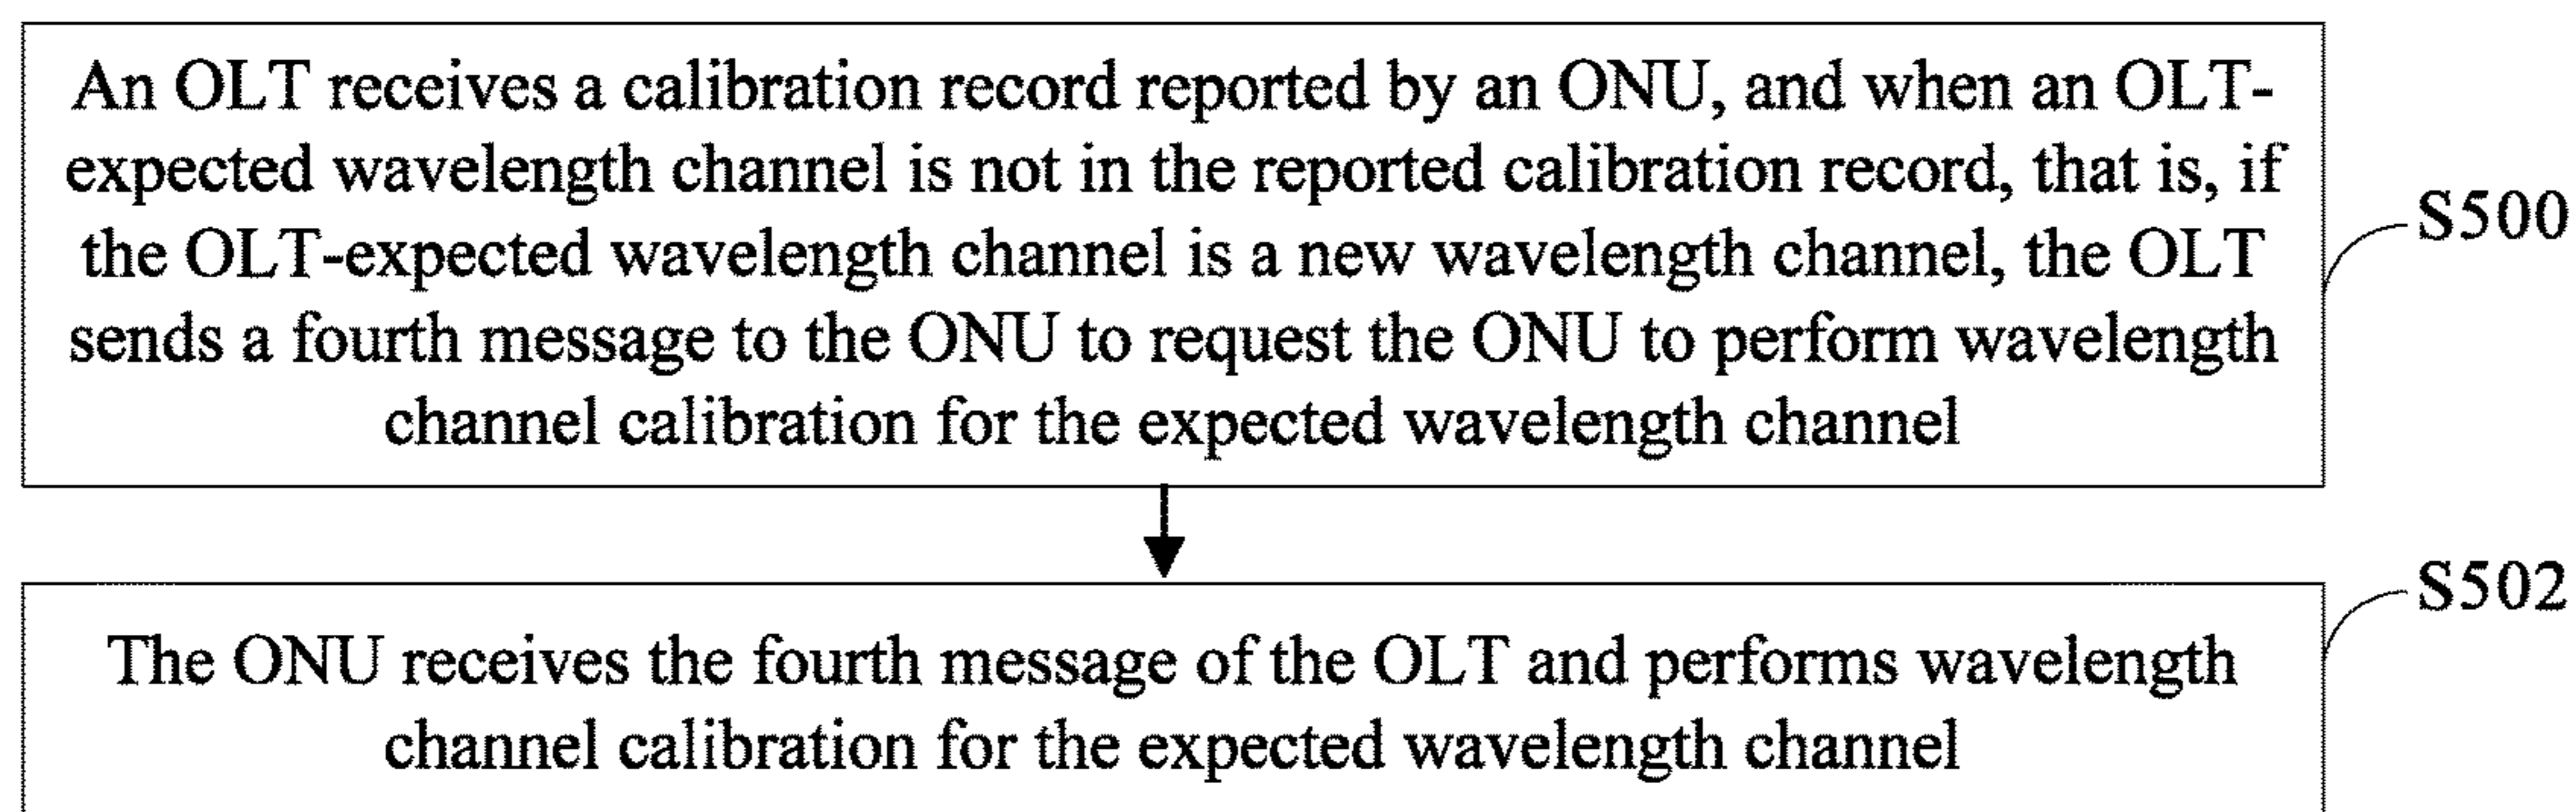 An OLT receives a calibration record reported by an ONU, and when an OLT-
expected wavelength channel is not in the reported calibration record, that is, if
the OLT-expected wavelength channel is a new wavelength channel, the OLT
sends a fourth message to the ONU to request the ONU to perform wavelength
channel calibration for the expected wavelength channel
S500
S502
The ONU receives the fourth message of the OLT and performs wavelength
channel calibration for the expected wavelength channel